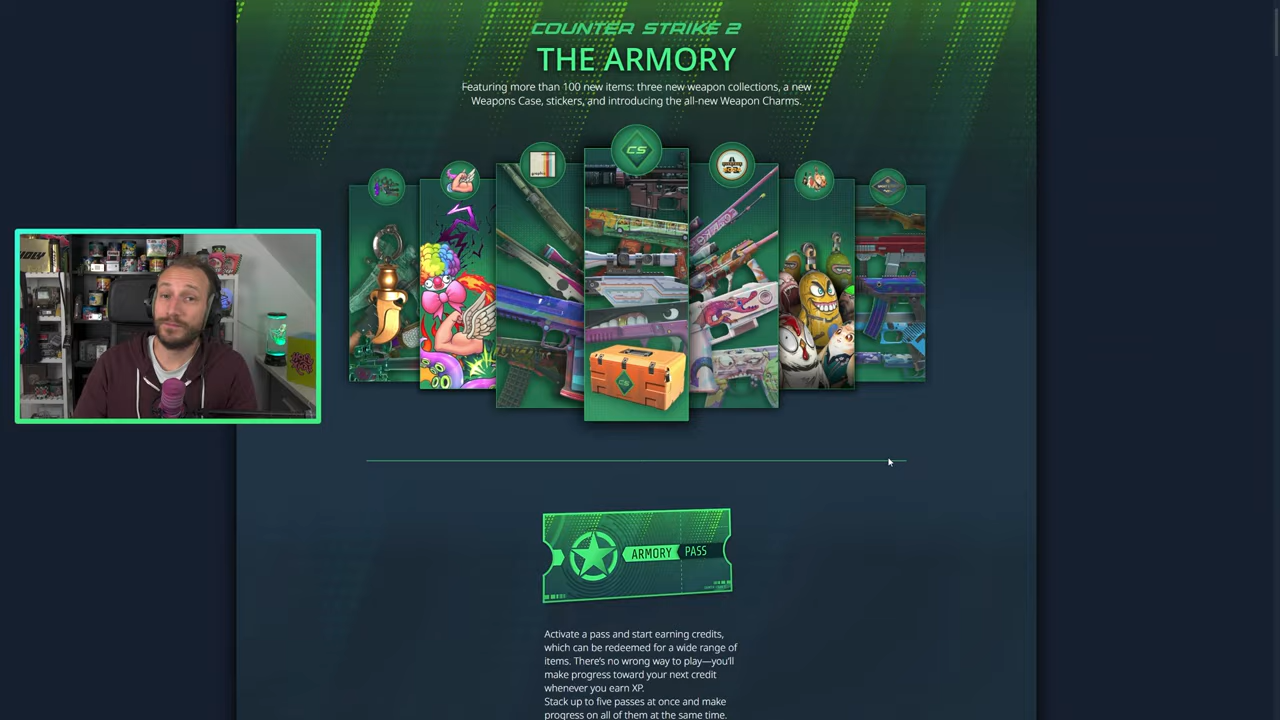 COUNTER STRIKE 2
THE ARMORY
Featuring more than 100 new items: three new weapon collections, a new
Weapons Case, stickers, and introducing the all-new Weapon Charms.
CS
ARMORY PASS
Activate a pass and start earning credits,
which can be redeemed for a wide range of
items. There's no wrong way to play—you'll
make progress toward your next credit
whenever you earn XP.
Stack up to five passes at once and make
progress on all of them at the same time.